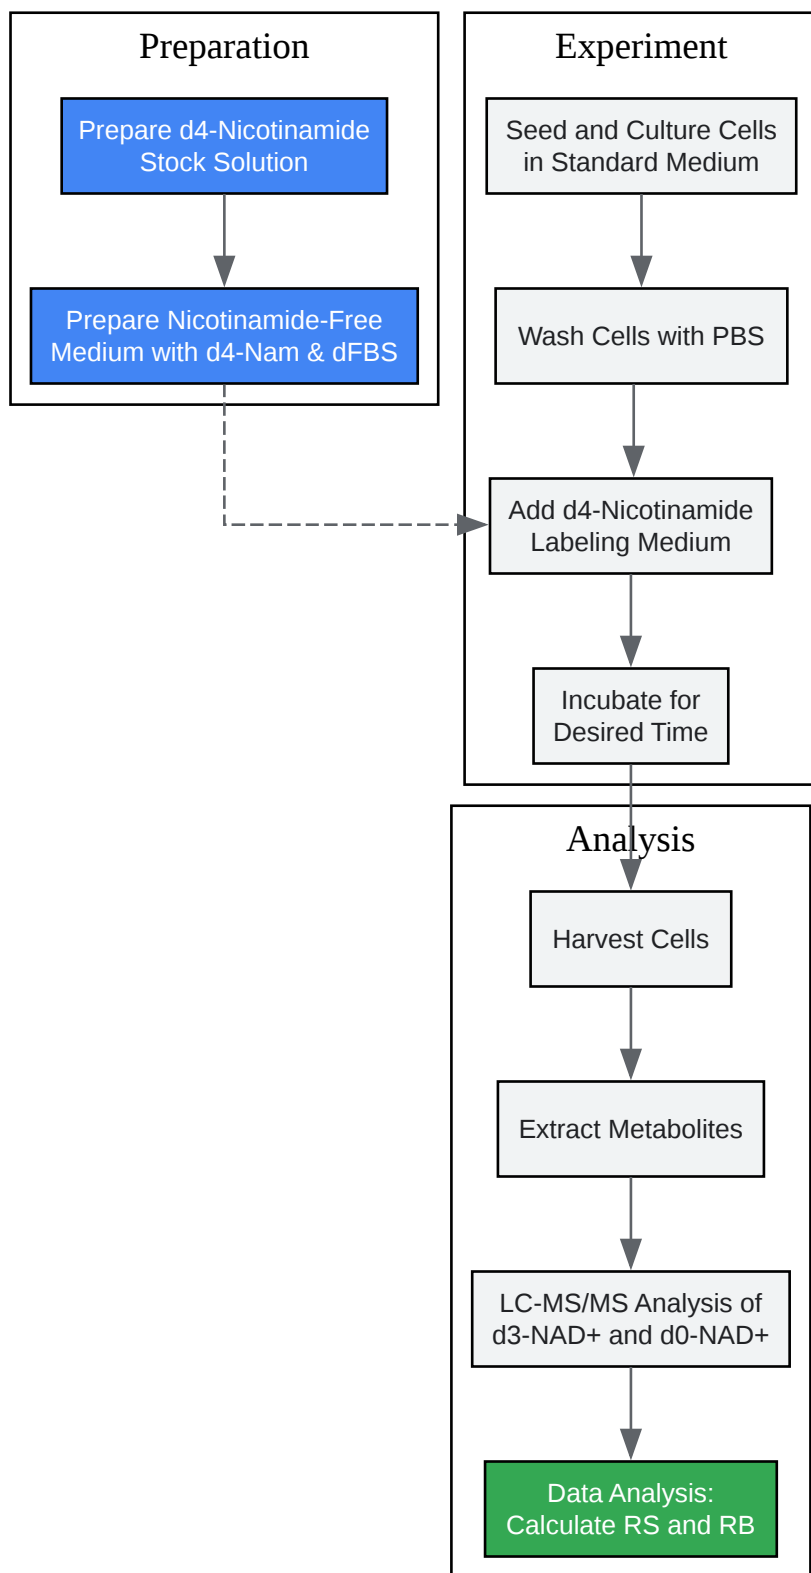 Preparation
Prepare d4-Nicotinamide
Stock Solution
Prepare Nicotinamide-Free
Medium with d4-Nam & dFBS
Experiment
Seed and Culture Cells
in Standard Medium
Wash Cells with PBS
Add d4-Nicotinamide
Labeling Medium
Incubate for
Desired Time
Analysis
Harvest Cells
Extract Metabolites
LC-MS/MS Analysis of
d3-NAD+ and d0-NAD+
Data Analysis:
Calculate RS and RB